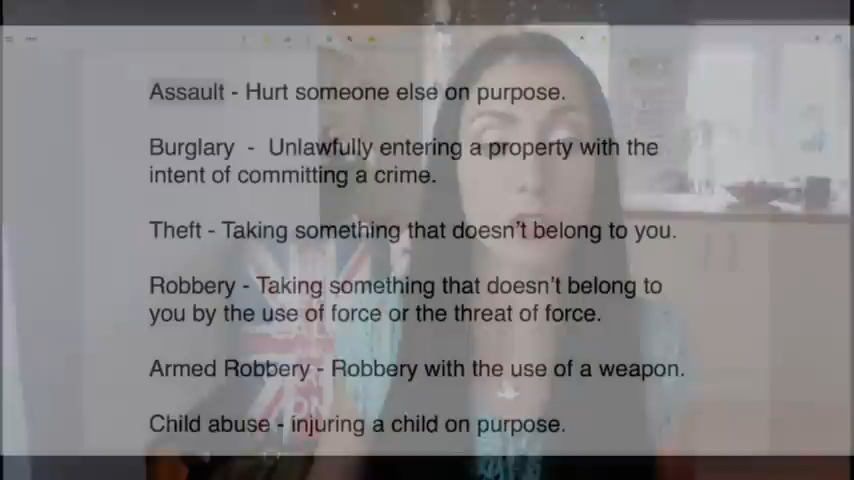 Assault - Hurt someone else on purpose.
Burglary - Unlawfully entering a property with the
intent of committing a crime.
Theft - Taking something that doesn't belong to you.
Robbery - Taking something that doesn't belong to
you by the use of force or the threat of force.
Armed Robbery - Robbery with the use of a weapon.
Child abuse - injuring a child on purpose.